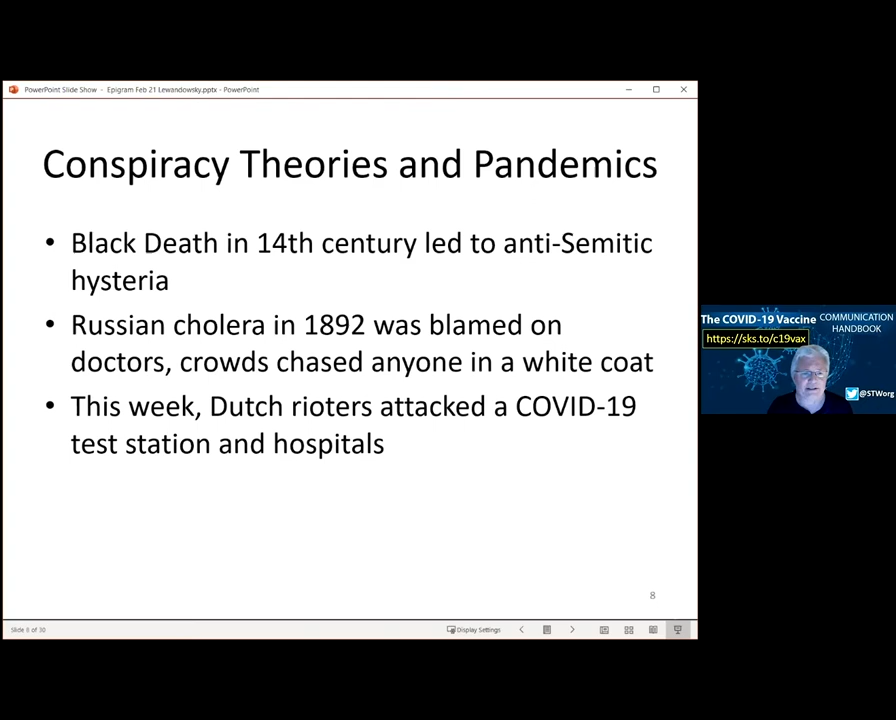 PowerPoint Slide Show - Epigram Feb 21 Lewandowsky.pptx - PowerPoint
Conspiracy Theories and Pandemics
• Black Death in 14th century led to anti-Semitic
hysteria
• Russian cholera in 1892 was blamed on
doctors, crowds chased anyone in a white coat
• This week, Dutch rioters attacked a COVID-19
test station and hospitals
8
Slide 8 of 30
Display Settings
The COVID-19 Vaccine
COMMUNICATION
HANDBOOK
https://sks.to/c19vax
@STWorg